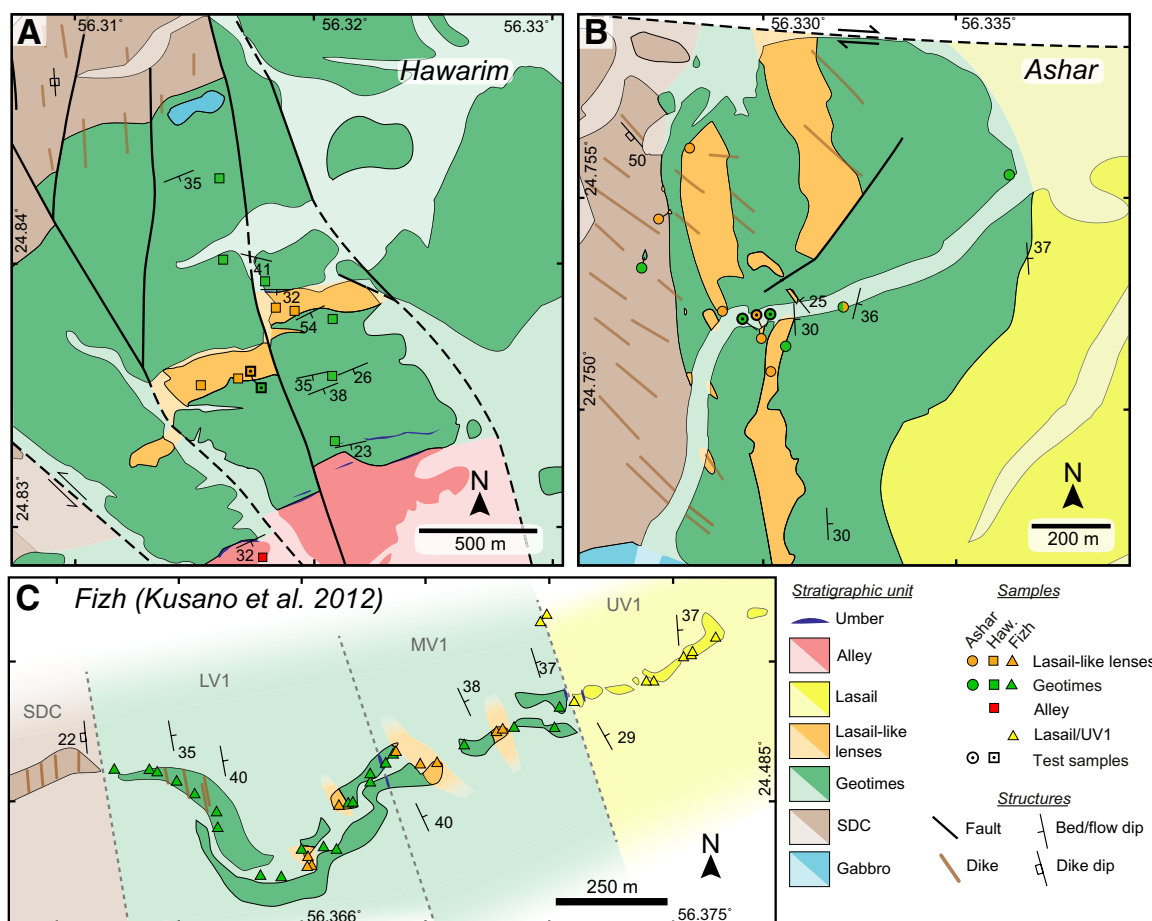 A
56.31°
56.32°
56.33°
Hawarim
24.84°
24.83°
35
41
32
54
35
38
26
23
32
N
500 m
B
56.330°
56.335°
Ashar
24.755°
24.750°
50
37
25
30
36
30
N
200 m
C
Fizh (Kusano et al. 2012)
SDC
LV1
MV1
UV1
22
35
40
38
37
37
29
40
24.485°
N
250 m
56.366°
56.375°
Stratigraphic unit
Umber
Alley
Lasail
Lasail-like
lenses
Geotimes
SDC
Gabbro
Samples
Ashar
Haw.
Fizh
Lasail-like lenses
Geotimes
Alley
Lasail/UV1
Test samples
Structures
Fault
Bed/flow dip
Dike
Dike dip